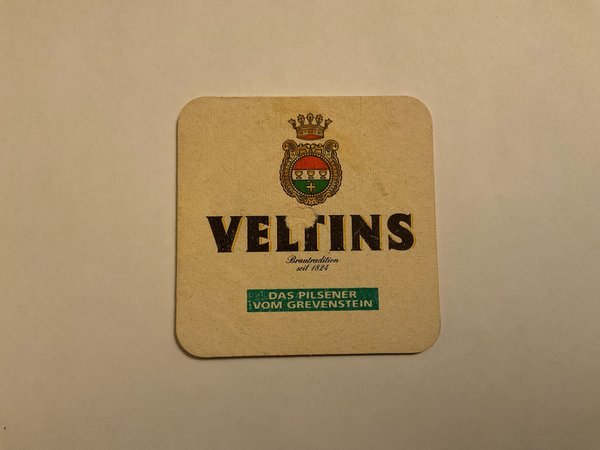 VELTINS
Brautradition
seit 1824
DAS PILSENER
VOM GREVENSTEIN